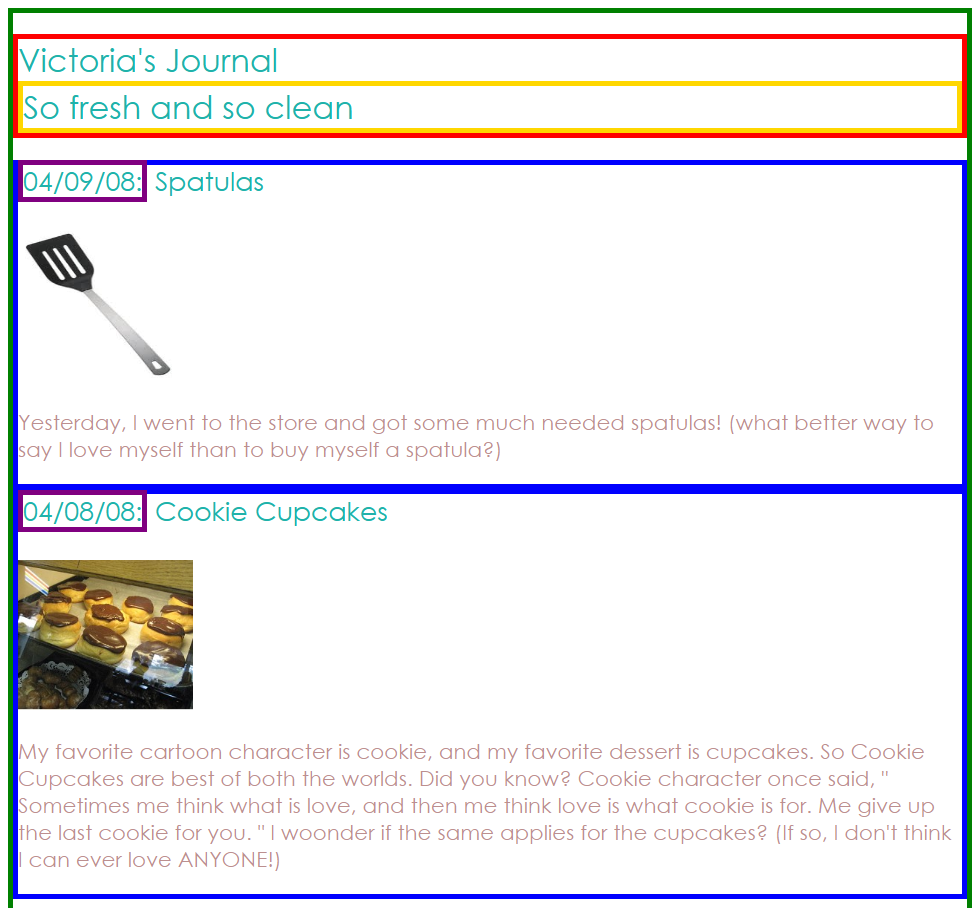 Victoria's Journal
So fresh and so clean
04/09/08: Spatulas
Yesterday, I went to the store and got some much needed spatulas! (what better way to
say I love myself than to buy myself a spatula?)
04/08/08: Cookie Cupcakes
My favorite cartoon character is cookie, and my favorite dessert is cupcakes. So Cookie
Cupcakes are best of both the worlds. Did you know? Cookie character once said, "
Sometimes me think what is love, and then me think love is what cookie is for. Me give up
the last cookie for you. " I woonder if the same applies for the cupcakes? (If so, I don't think
I can ever love ANYONE!)